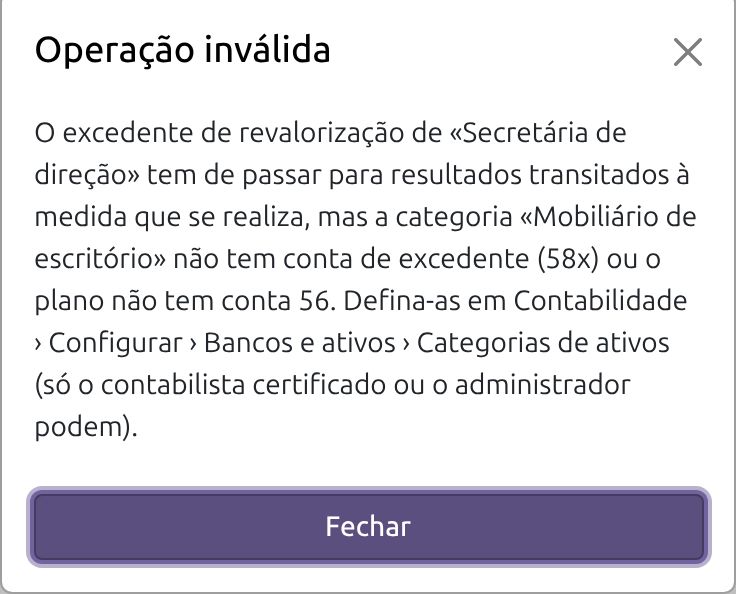 Operação inválida
O excedente de revalorização de «Secretária de
direção» tem de passar para resultados transitados à
medida que se realiza, mas a categoria «Mobiliário de
escritório» não tem conta de excedente (58x) ou o
plano não tem conta 56. Defina-as em Contabilidade
› Configurar › Bancos e ativos › Categorias de ativos
(só o contabilista certificado ou o administrador
podem).
Fechar